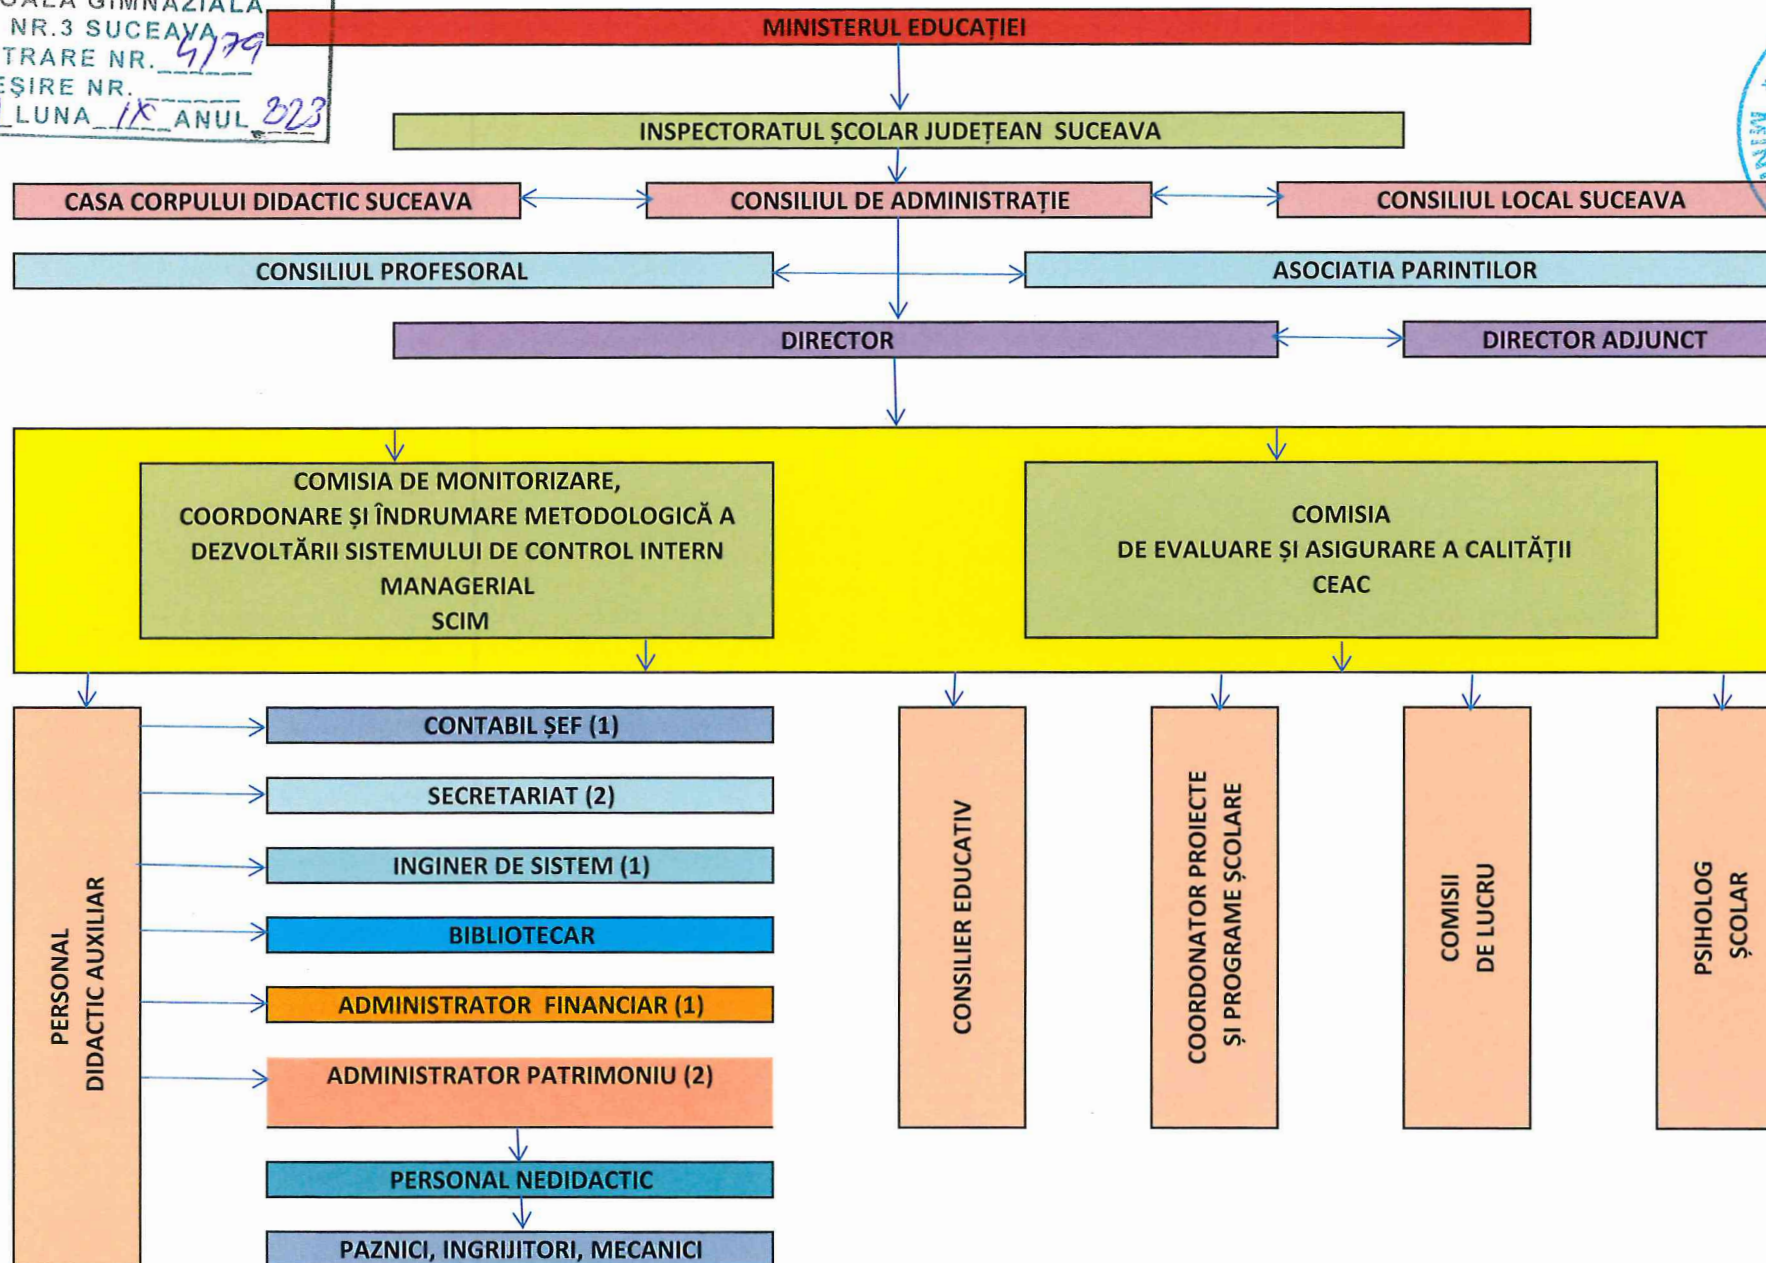 GIMNAZIALA
NR.3 SUCEAVA
TRARE NR. 4179
NR.
LUNA IX ANUL
MINISTERUL EDUCAȚIEI
INSPECTORATUL ȘCOLAR JUDEȚEAN SUCEAVA
CASA CORPULUI DIDACTIC SUCEAVA
CONSILIUL DE ADMINISTRAȚIE
CONSILIUL LOCAL SUCEAVA
CONSILIUL PROFESORAL
ASOCIATIA PARINTILOR
DIRECTOR
DIRECTOR ADJUNCT
COMISIA DE MONITORIZARE,
COORDONARE ȘI ÎNDRUMARE METODOLOGICĂ A
DEZVOLTĂRII SISTEMULUI DE CONTROL INTERN
MANAGERIAL
SCIM
COMISIA
DE EVALUARE ȘI ASIGURARE A CALITĂȚII
CEAC
PERSONAL
DIDACTIC AUXILIAR
CONTABIL ȘEF (1)
SECRETARIAT (2)
INGINER DE SISTEM (1)
BIBLIOTECAR
ADMINISTRATOR FINANCIAR (1)
ADMINISTRATOR PATRIMONIU (2)
PERSONAL NEDIDACTIC
PAZNICI, INGRIJITORI, MECANICI
CONSILIER EDUCATIV
COORDONATOR PROIECTE
ȘI PROGRAME ȘCOLARE
COMISII
DE LUCRU
PSIHOLOG
ȘCOLAR